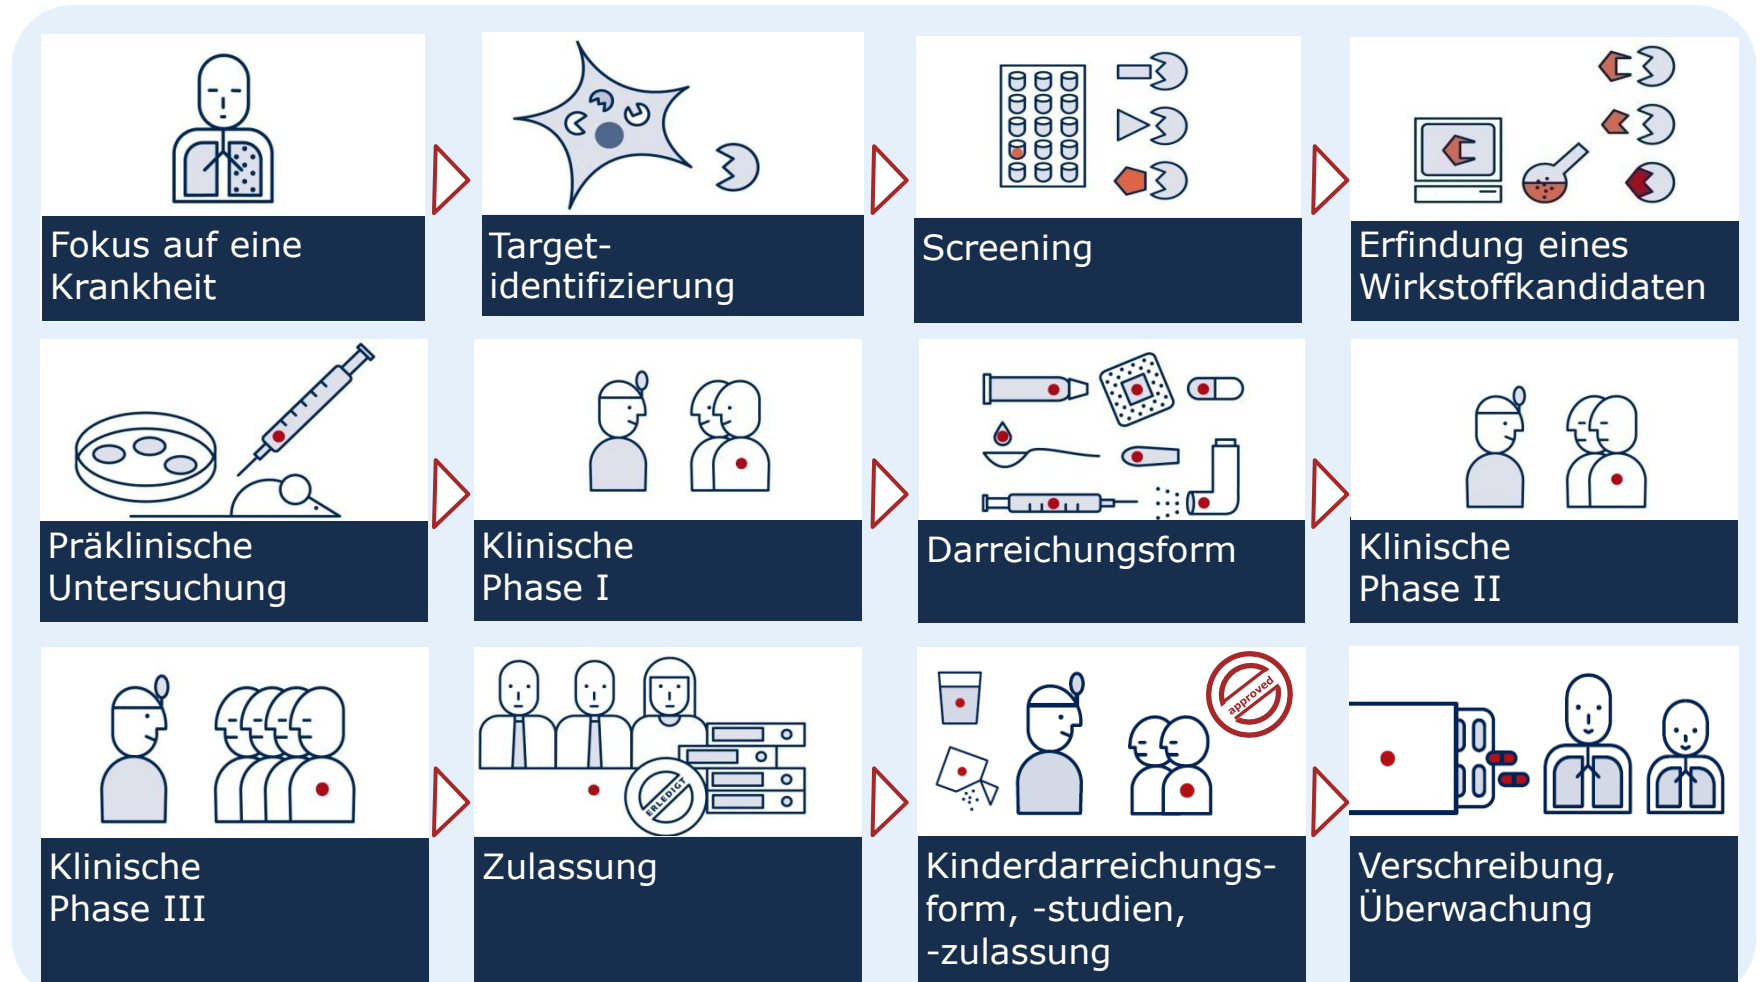 Fokus auf eine
Krankheit
Target-
identifizierung
Screening
Erfindung eines
Wirkstoffkandidaten
Präklinische
Untersuchung
Klinische
Phase I
Darreichungsform
Klinische
Phase II
ERLEDIGT
approved
Klinische
Phase III
Zulassung
Kinderdarreichungs-
form, -studien,
-zulassung
Verschreibung,
Überwachung